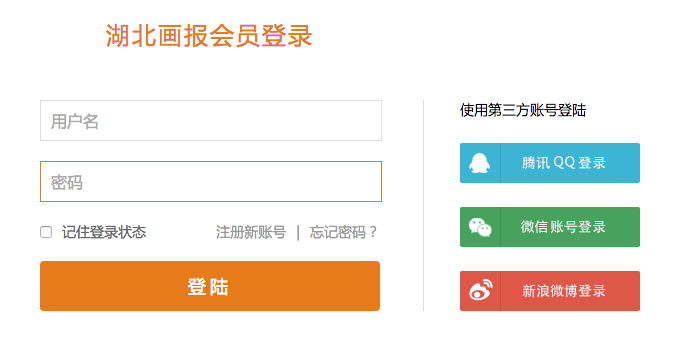 湖北画报会员登录
用户名
密码
记住登录状态
注册新账号 | 忘记密码？
登陆
使用第三方账号登陆
腾讯QQ登录
微信账号登录
新浪微博登录